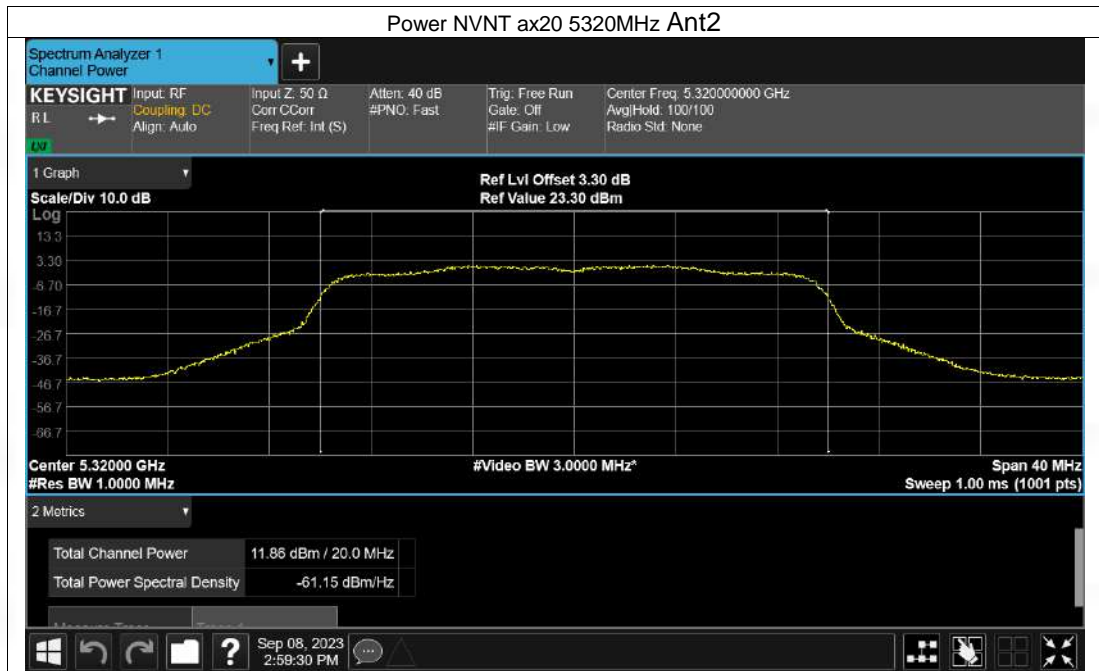 Power NVNT ax20 5320MHz Ant2
Spectrum Analyzer 1
Channel Power
KEYSIGHT
R L
LXI
Input: RF
Coupling: DC
Align: Auto
Input Z: 50 Ω
Corr CCorr
Freq Ref: Int (S)
Atten: 40 dB
#PNO: Fast
Trig: Free Run
Gate: Off
#IF Gain: Low
Center Freq: 5.320000000 GHz
Avg|Hold: 100/100
Radio Std: None
1 Graph
Scale/Div 10.0 dB
Ref Lvl Offset 3.30 dB
Ref Value 23.30 dBm
Log
13.3
3.30
-6.70
-16.7
-26.7
-36.7
-46.7
-56.7
-66.7
Center 5.32000 GHz
#Video BW 3.0000 MHz*
Span 40 MHz
#Res BW 1.0000 MHz
Sweep 1.00 ms (1001 pts)
2 Metrics
Total Channel Power 11.86 dBm / 20.0 MHz
Total Power Spectral Density -61.15 dBm/Hz
Sep 08, 2023
2:59:30 PM